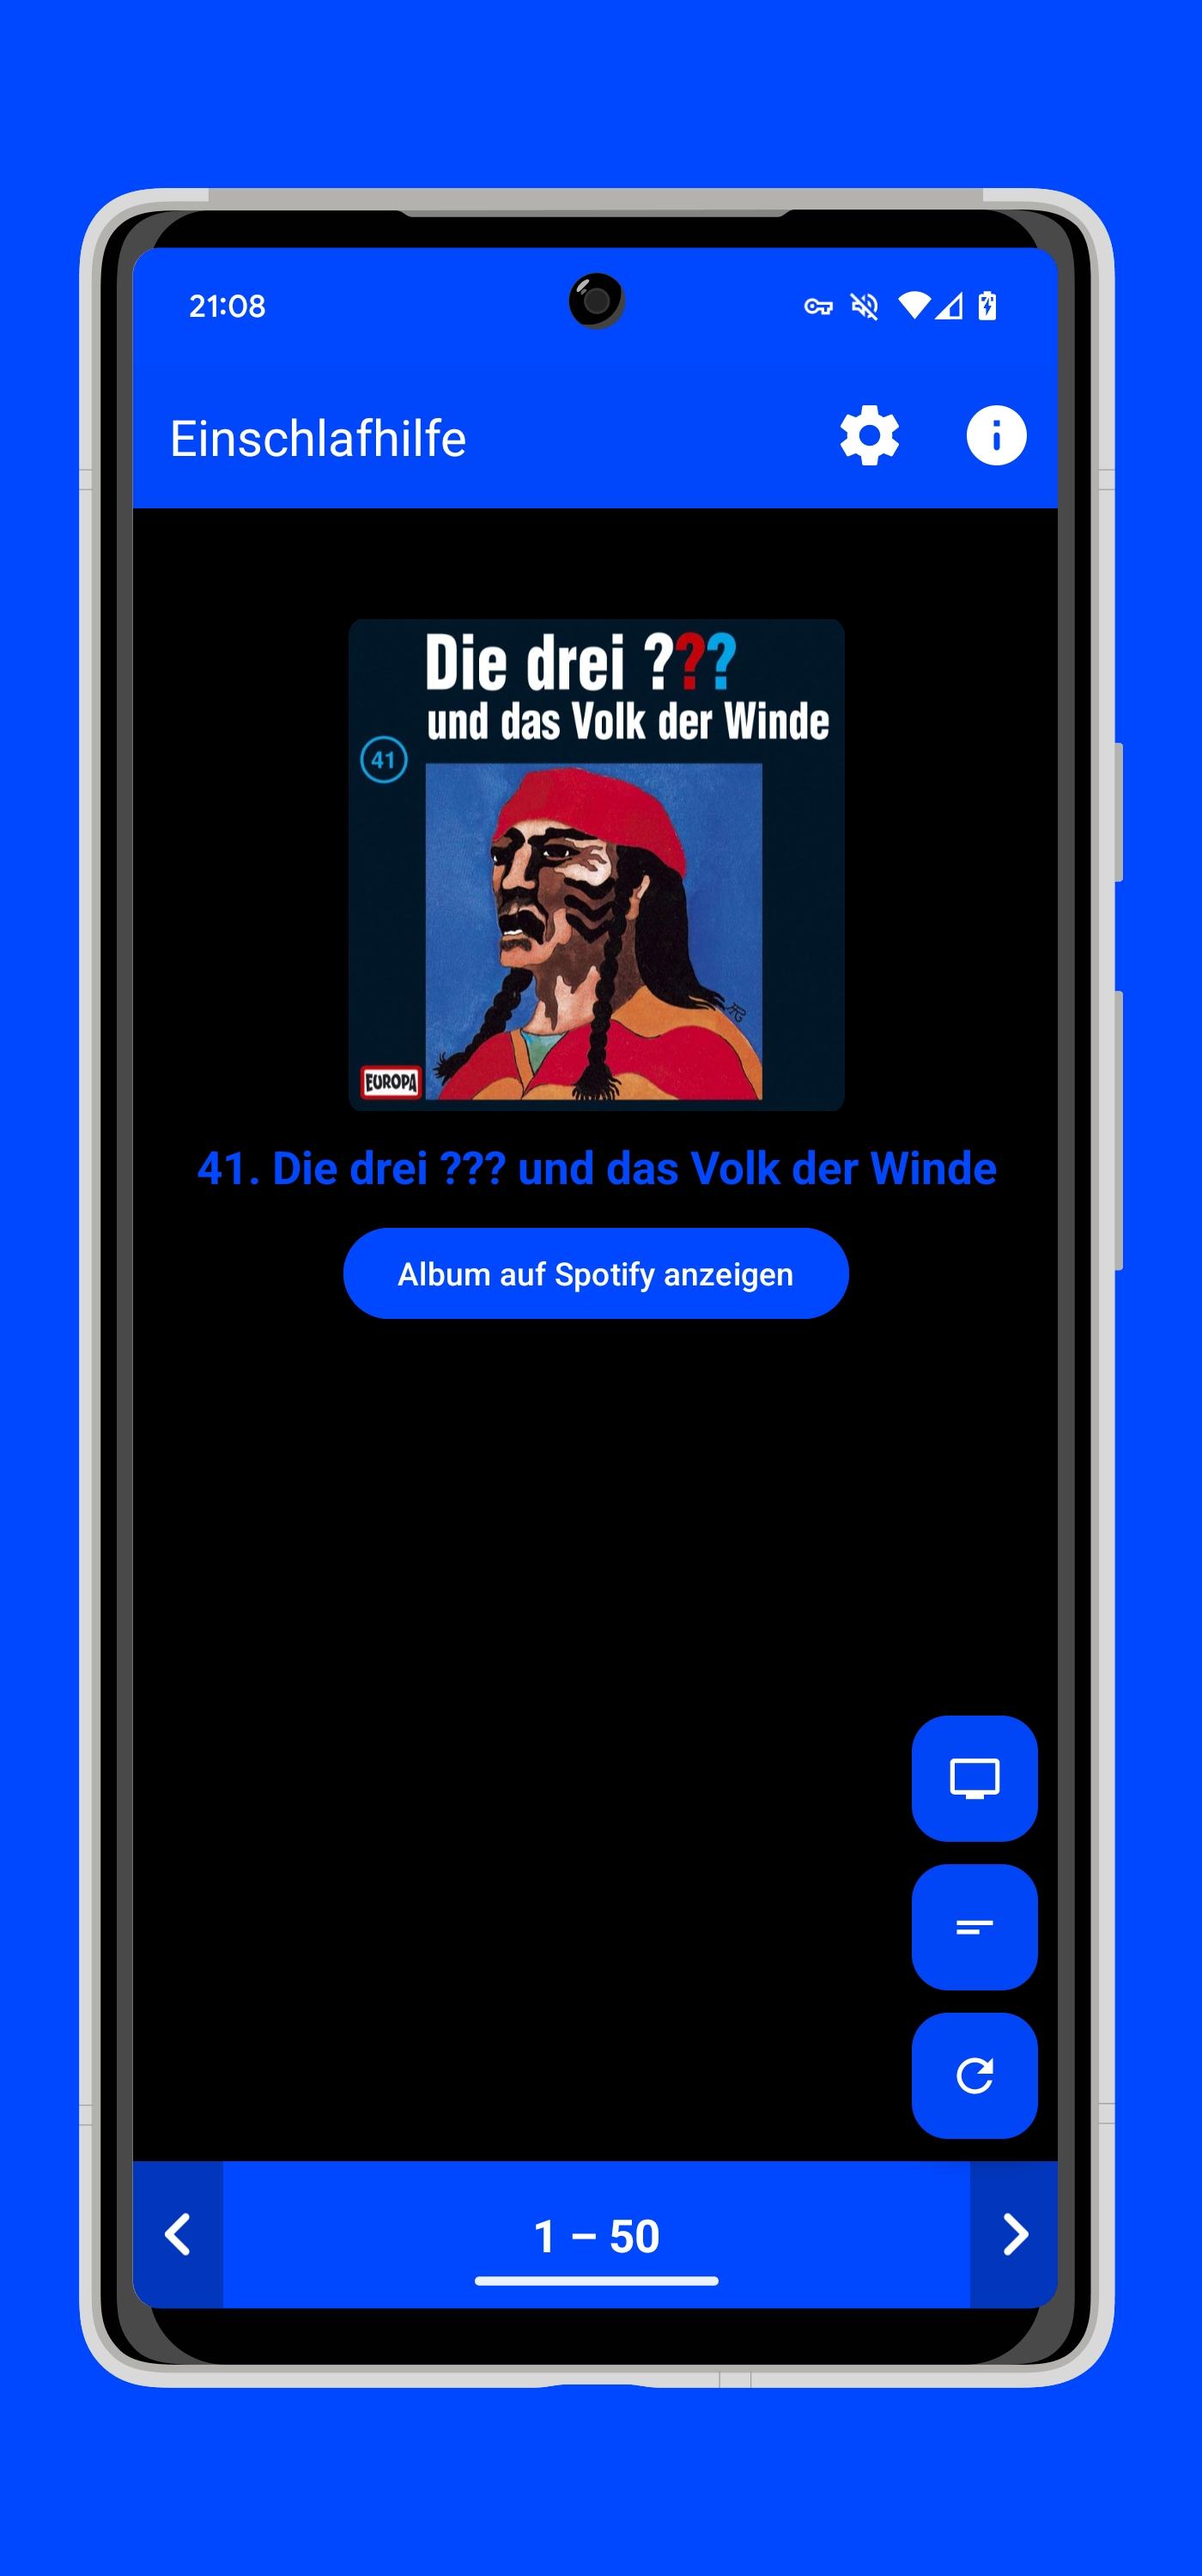 21:08
Einschlafhilfe
Die drei ???
und das Volk der Winde
41
EUROPA
41. Die drei ??? und das Volk der Winde
Album auf Spotify anzeigen
1 – 50